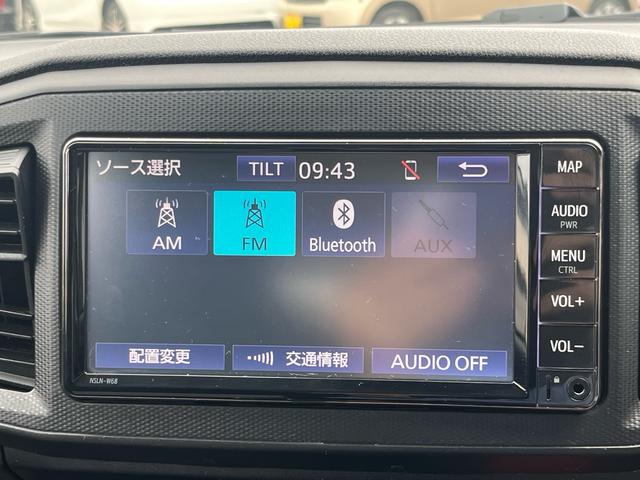 ソース選択 TILT 09:43
AM FM Bluetooth AUX
配置変更 交通情報 AUDIO OFF
NSLN-W68
MAP
AUDIO
PWR
MENU
CTRL
VOL+
VOL-